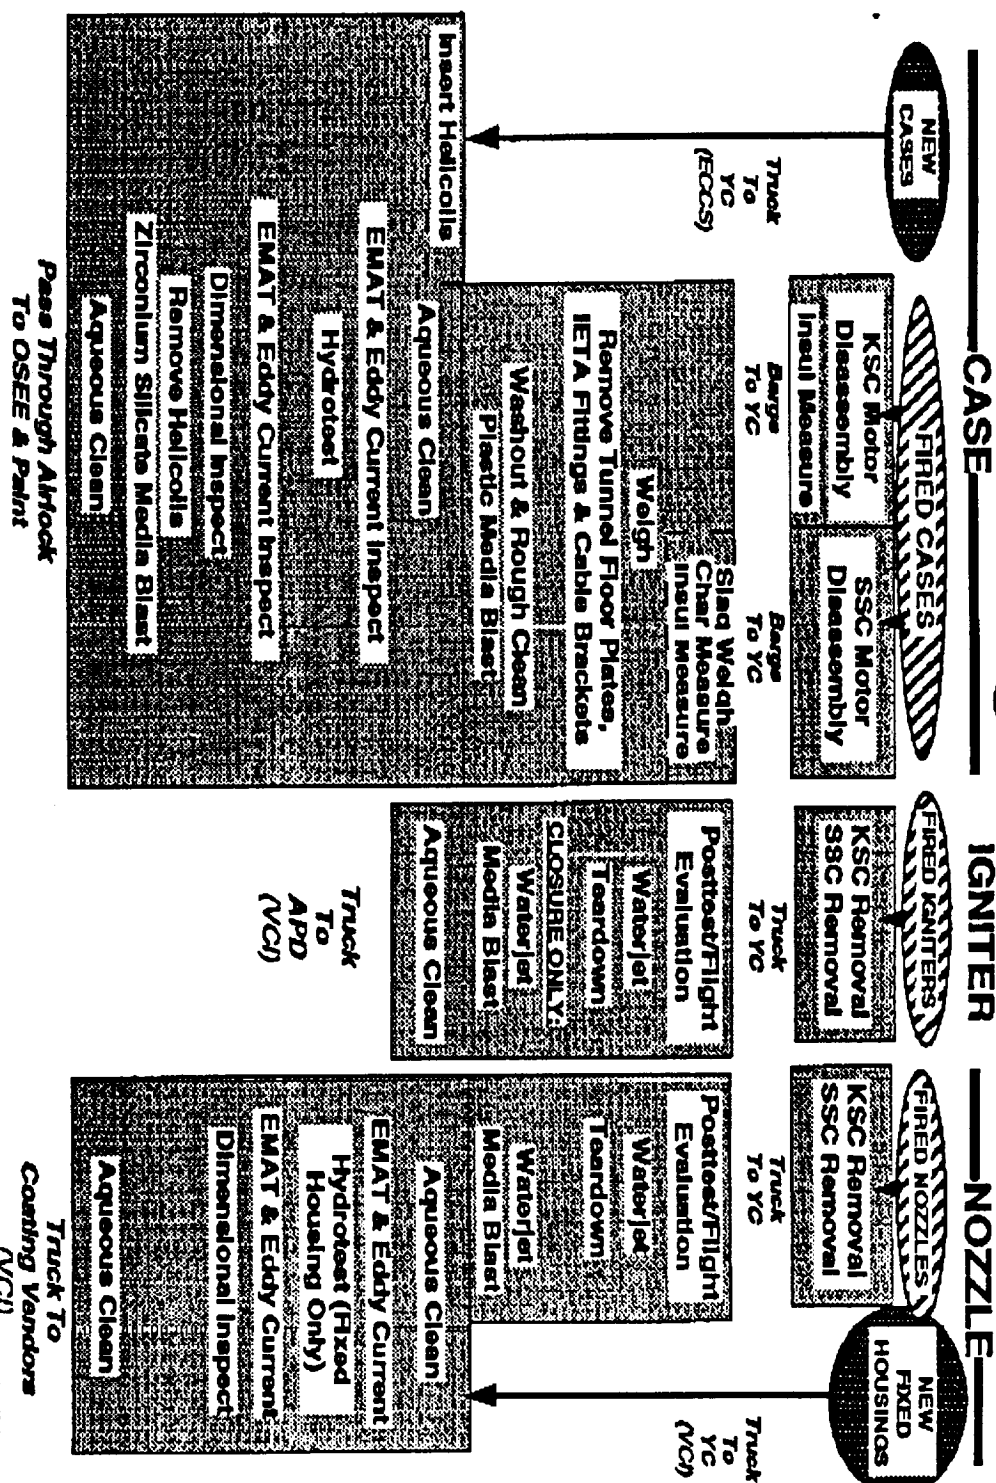 CASE
NEW
CASES
Truck
To
YC
(ECCS)
FIRED CASES
KSC Motor
Disassembly
Insul Measure
SSC Motor
Disassembly
Barge
To YC
Barge
To YC
Slag Weigh
Char Measure
Insul Measure
Weigh
Remove Tunnel Floor Plates,
IETA Fittings & Cable Brackets
Washout & Rough Clean
Plastic Media Blast
Insert Helicoils
Aqueous Clean
EMAT & Eddy Current Inspect
Hydrotest
EMAT & Eddy Current Inspect
Dimensional Inspect
Remove Helicoils
Zirconium Silicate Media Blast
Aqueous Clean
Pass Through Airlock
To OSEE & Paint
IGNITER
FIRED IGNITERS
KSC Removal
SSC Removal
Truck
To YC
Posttest/Flight
Evaluation
Waterjet
Teardown
CLOSURE ONLY:
Waterjet
Media Blast
Aqueous Clean
Truck
To
APD
(VCI)
NOZZLE
FIRED NOZZLES
KSC Removal
SSC Removal
Truck
To YC
Posttest/Flight
Evaluation
Waterjet
Teardown
Waterjet
Media Blast
NEW
FIXED
HOUSINGS
Truck
To
YC
(VCI)
Aqueous Clean
EMAT & Eddy Current
Hydrotest (Fixed
Housing Only)
EMAT & Eddy Current
Dimensional Inspect
Aqueous Clean
Truck To
Coating Vendors
(VCI)